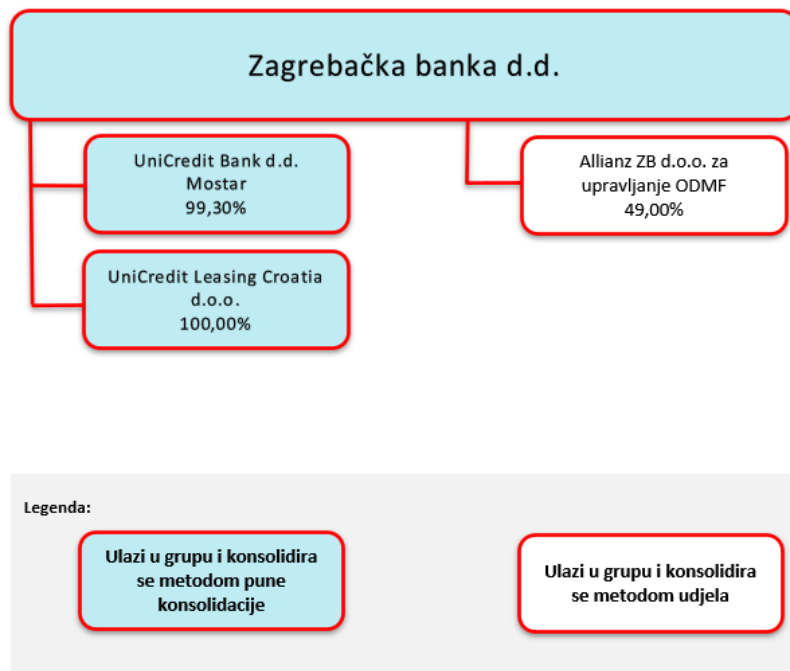 Zagrebačka banka d.d.
UniCredit Bank d.d.
Mostar
99,30%
Allianz ZB d.o.o. za
upravljanje ODMF
49,00%
UniCredit Leasing Croatia
d.o.o.
100,00%
Legenda:
Ulazi u grupu i konsolidira
se metodom pune
konsolidacije
Ulazi u grupu i konsolidira
se metodom udjela